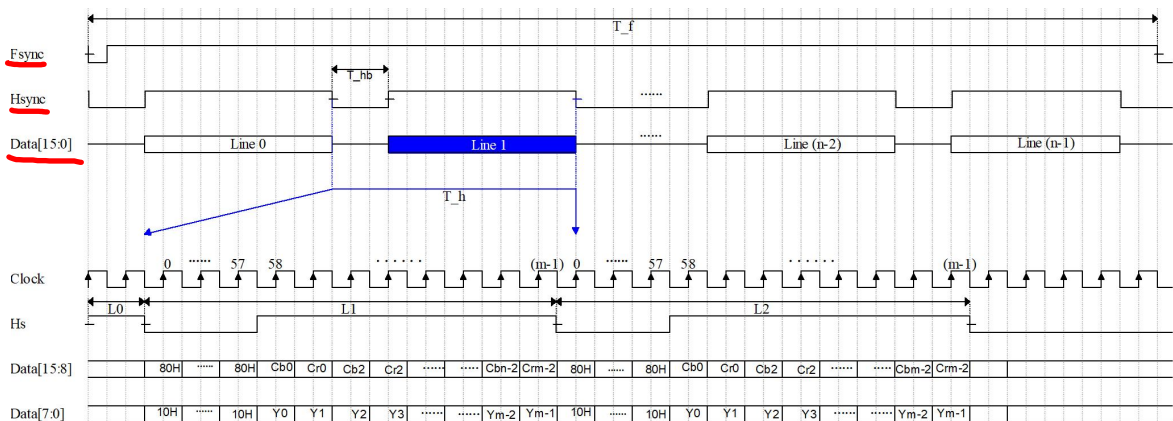 T_f
Fsync
T_hb
Hsync ......
Data[15:0] Line 0 Line 1 ...... Line (n-2) Line (n-1)
T_h
0 ...... 57 58 ...... (m-1) 0 ...... 57 58 ...... (m-1)
Clock
L0 L1 L2
Hs
Data[15:8] 80H ...... 80H Cb0 Cr0 Cb2 Cr2 ...... ...... Cbn-2 Crm-2 80H ...... 80H Cb0 Cr0 Cb2 Cr2 ...... ...... Cbm-2 Crm-2
Data[7:0] 10H ...... 10H Y0 Y1 Y2 Y3 ...... ...... Ym-2 Ym-1 10H ...... 10H Y0 Y1 Y2 Y3 ...... ...... Ym-2 Ym-1